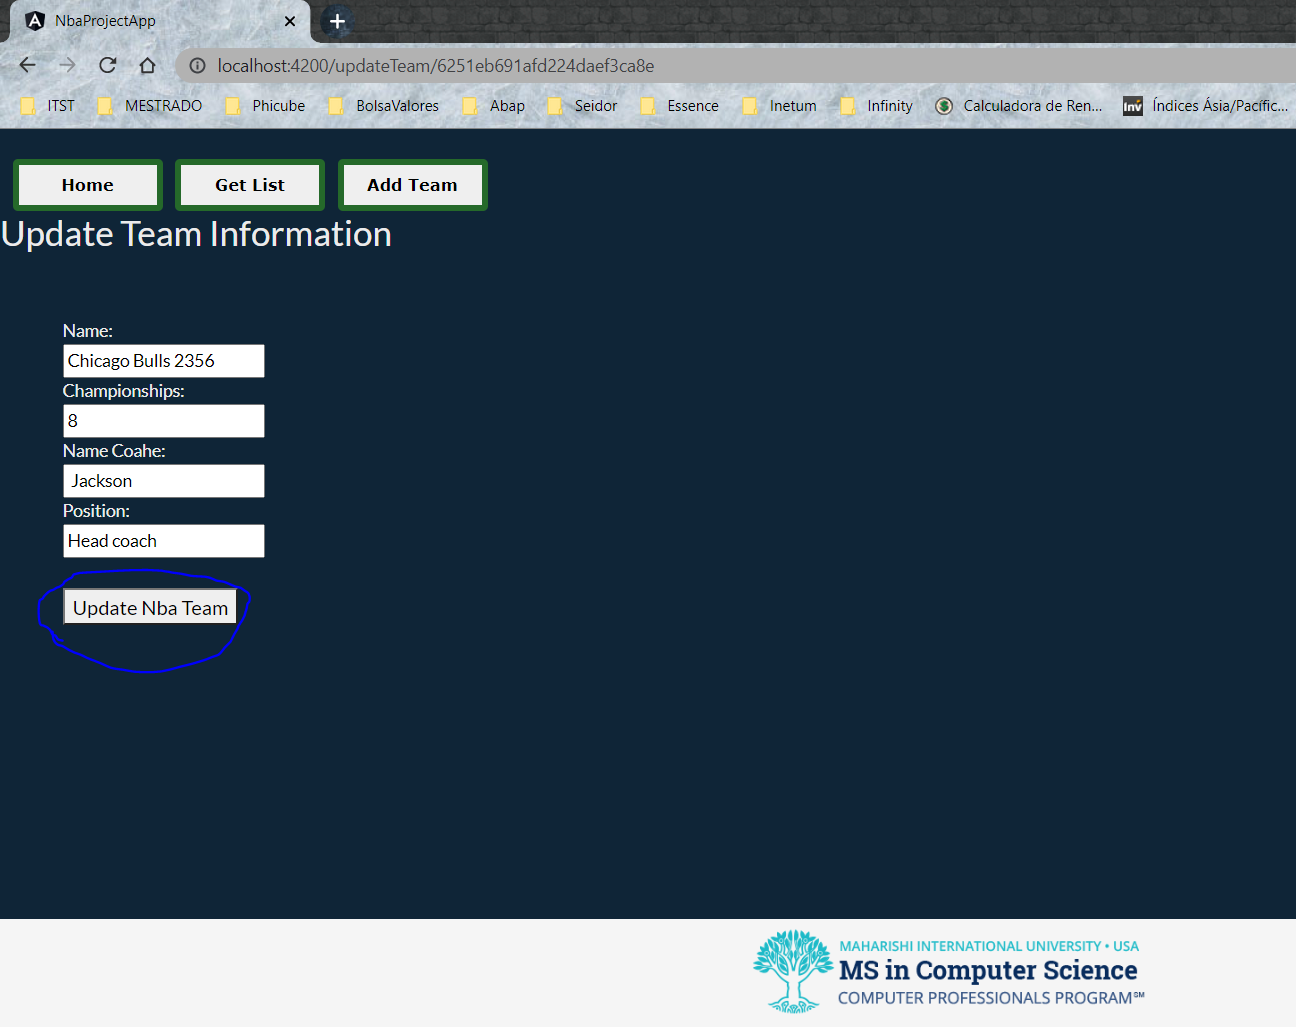 NbaProjectApp
localhost:4200/updateTeam/6251eb691afd224daef3ca8e
ITST MESTRADO Phicube BolsaValores Abap Seidor Essence Inetum Infinity Calculadora de Ren... Inv Índices Ásia/Pacífic...
Home Get List Add Team
Update Team Information
Name:
Chicago Bulls 2356
Championships:
8
Name Coahe:
Jackson
Position:
Head coach
Update Nba Team
MAHARISHI INTERNATIONAL UNIVERSITY • USA
MS in Computer Science
COMPUTER PROFESSIONALS PROGRAM℠